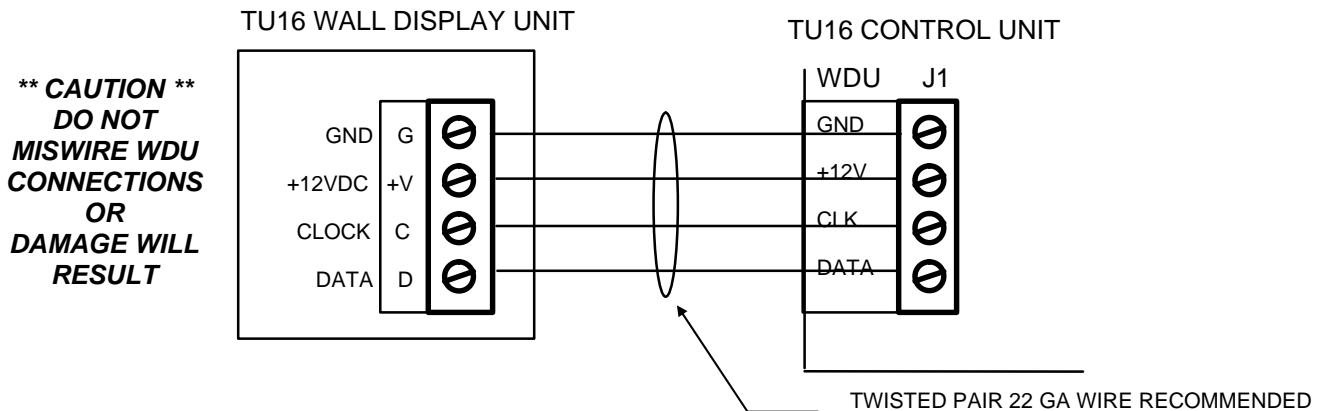 TU16 WALL DISPLAY UNIT
TU16 CONTROL UNIT
** CAUTION **
DO NOT
MISWIRE WDU
CONNECTIONS
OR
DAMAGE WILL
RESULT
GND G
+12VDC +V
CLOCK C
DATA D
WDU J1
GND
+12V
CLK
DATA
TWISTED PAIR 22 GA WIRE RECOMMENDED